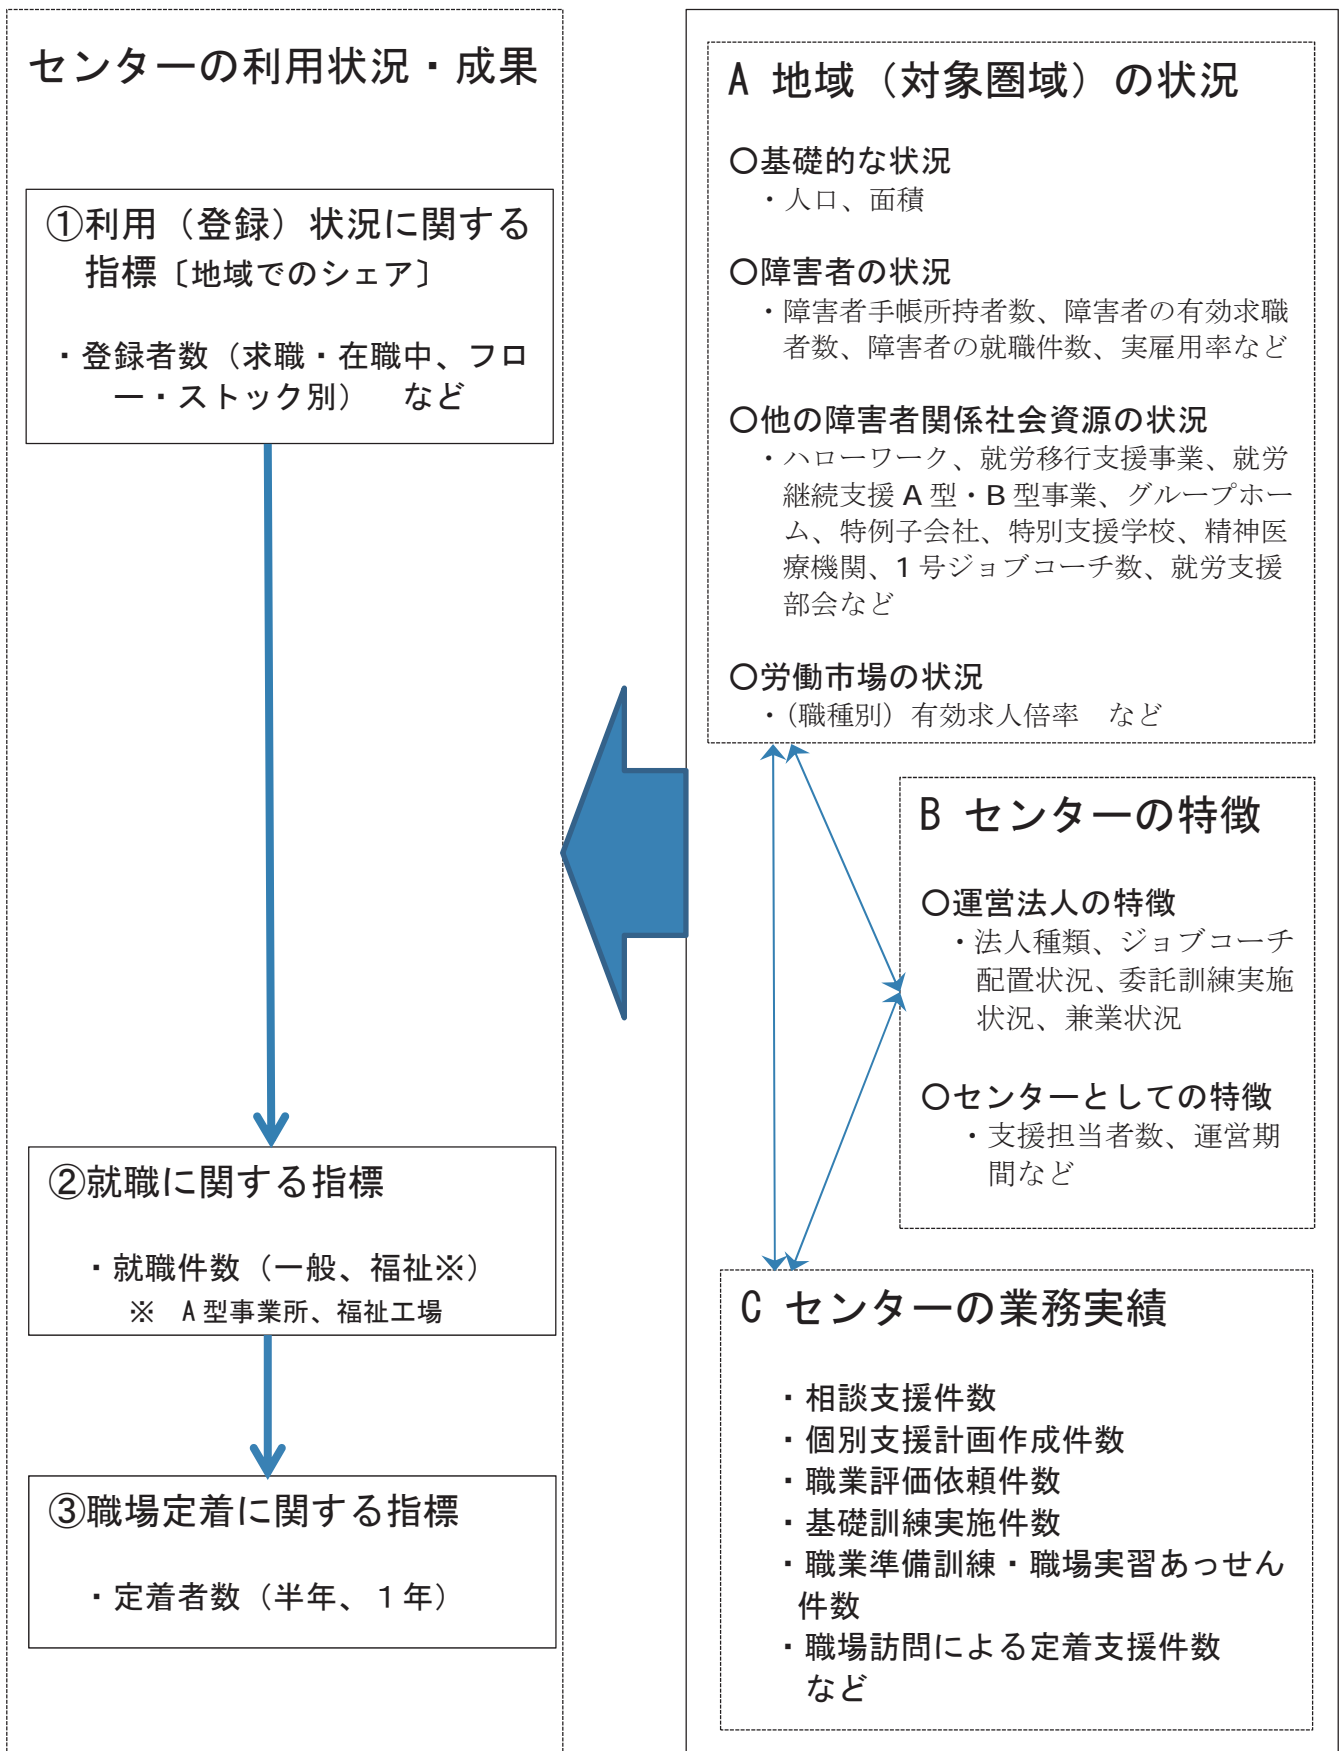 センターの利用状況・成果
①利用（登録）状況に関する
指標〔地域でのシェア〕
・登録者数（求職・在職中、フロ
ー・ストック別）　など
②就職に関する指標
・就職件数（一般、福祉※）
※　A型事業所、福祉工場
③職場定着に関する指標
・定着者数（半年、１年）
A 地域（対象圏域）の状況
〇基礎的な状況
・人口、面積
〇障害者の状況
・障害者手帳所持者数、障害者の有効求職
者数、障害者の就職件数、実雇用率など
〇他の障害者関係社会資源の状況
・ハローワーク、就労移行支援事業、就労
継続支援A型・B型事業、グループホー
ム、特例子会社、特別支援学校、精神医
療機関、1号ジョブコーチ数、就労支援
部会など
〇労働市場の状況
・（職種別）有効求人倍率　など
B センターの特徴
〇運営法人の特徴
・法人種類、ジョブコーチ
配置状況、委託訓練実施
状況、兼業状況
〇センターとしての特徴
・支援担当者数、運営期
間など
C センターの業務実績
・相談支援件数
・個別支援計画作成件数
・職業評価依頼件数
・基礎訓練実施件数
・職業準備訓練・職場実習あっせん
件数
・職場訪問による定着支援件数
など